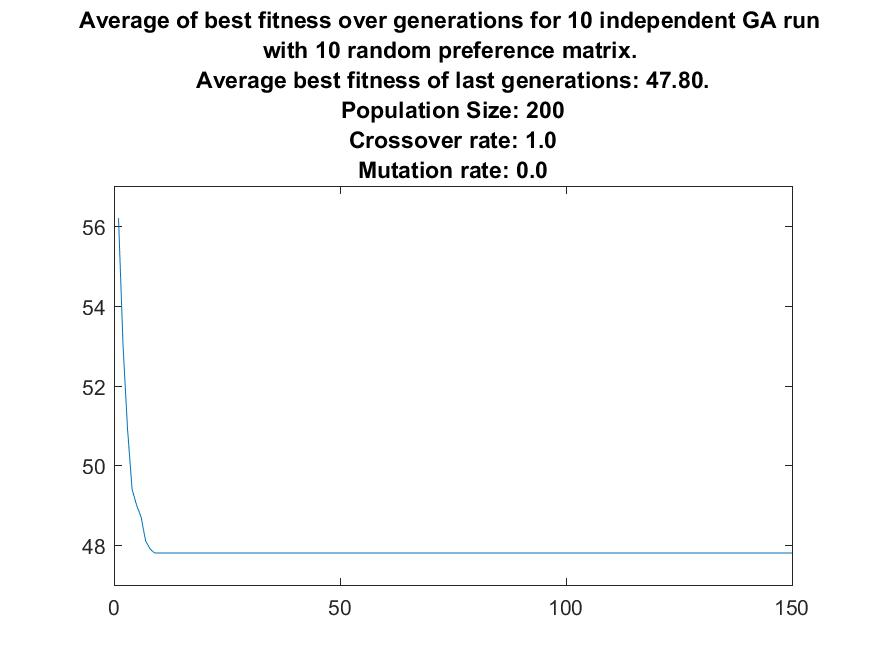 Average of best fitness over generations for 10 independent GA run
with 10 random preference matrix.
Average best fitness of last generations: 47.80.
Population Size: 200
Crossover rate: 1.0
Mutation rate: 0.0
56
54
52
50
48
0
50
100
150